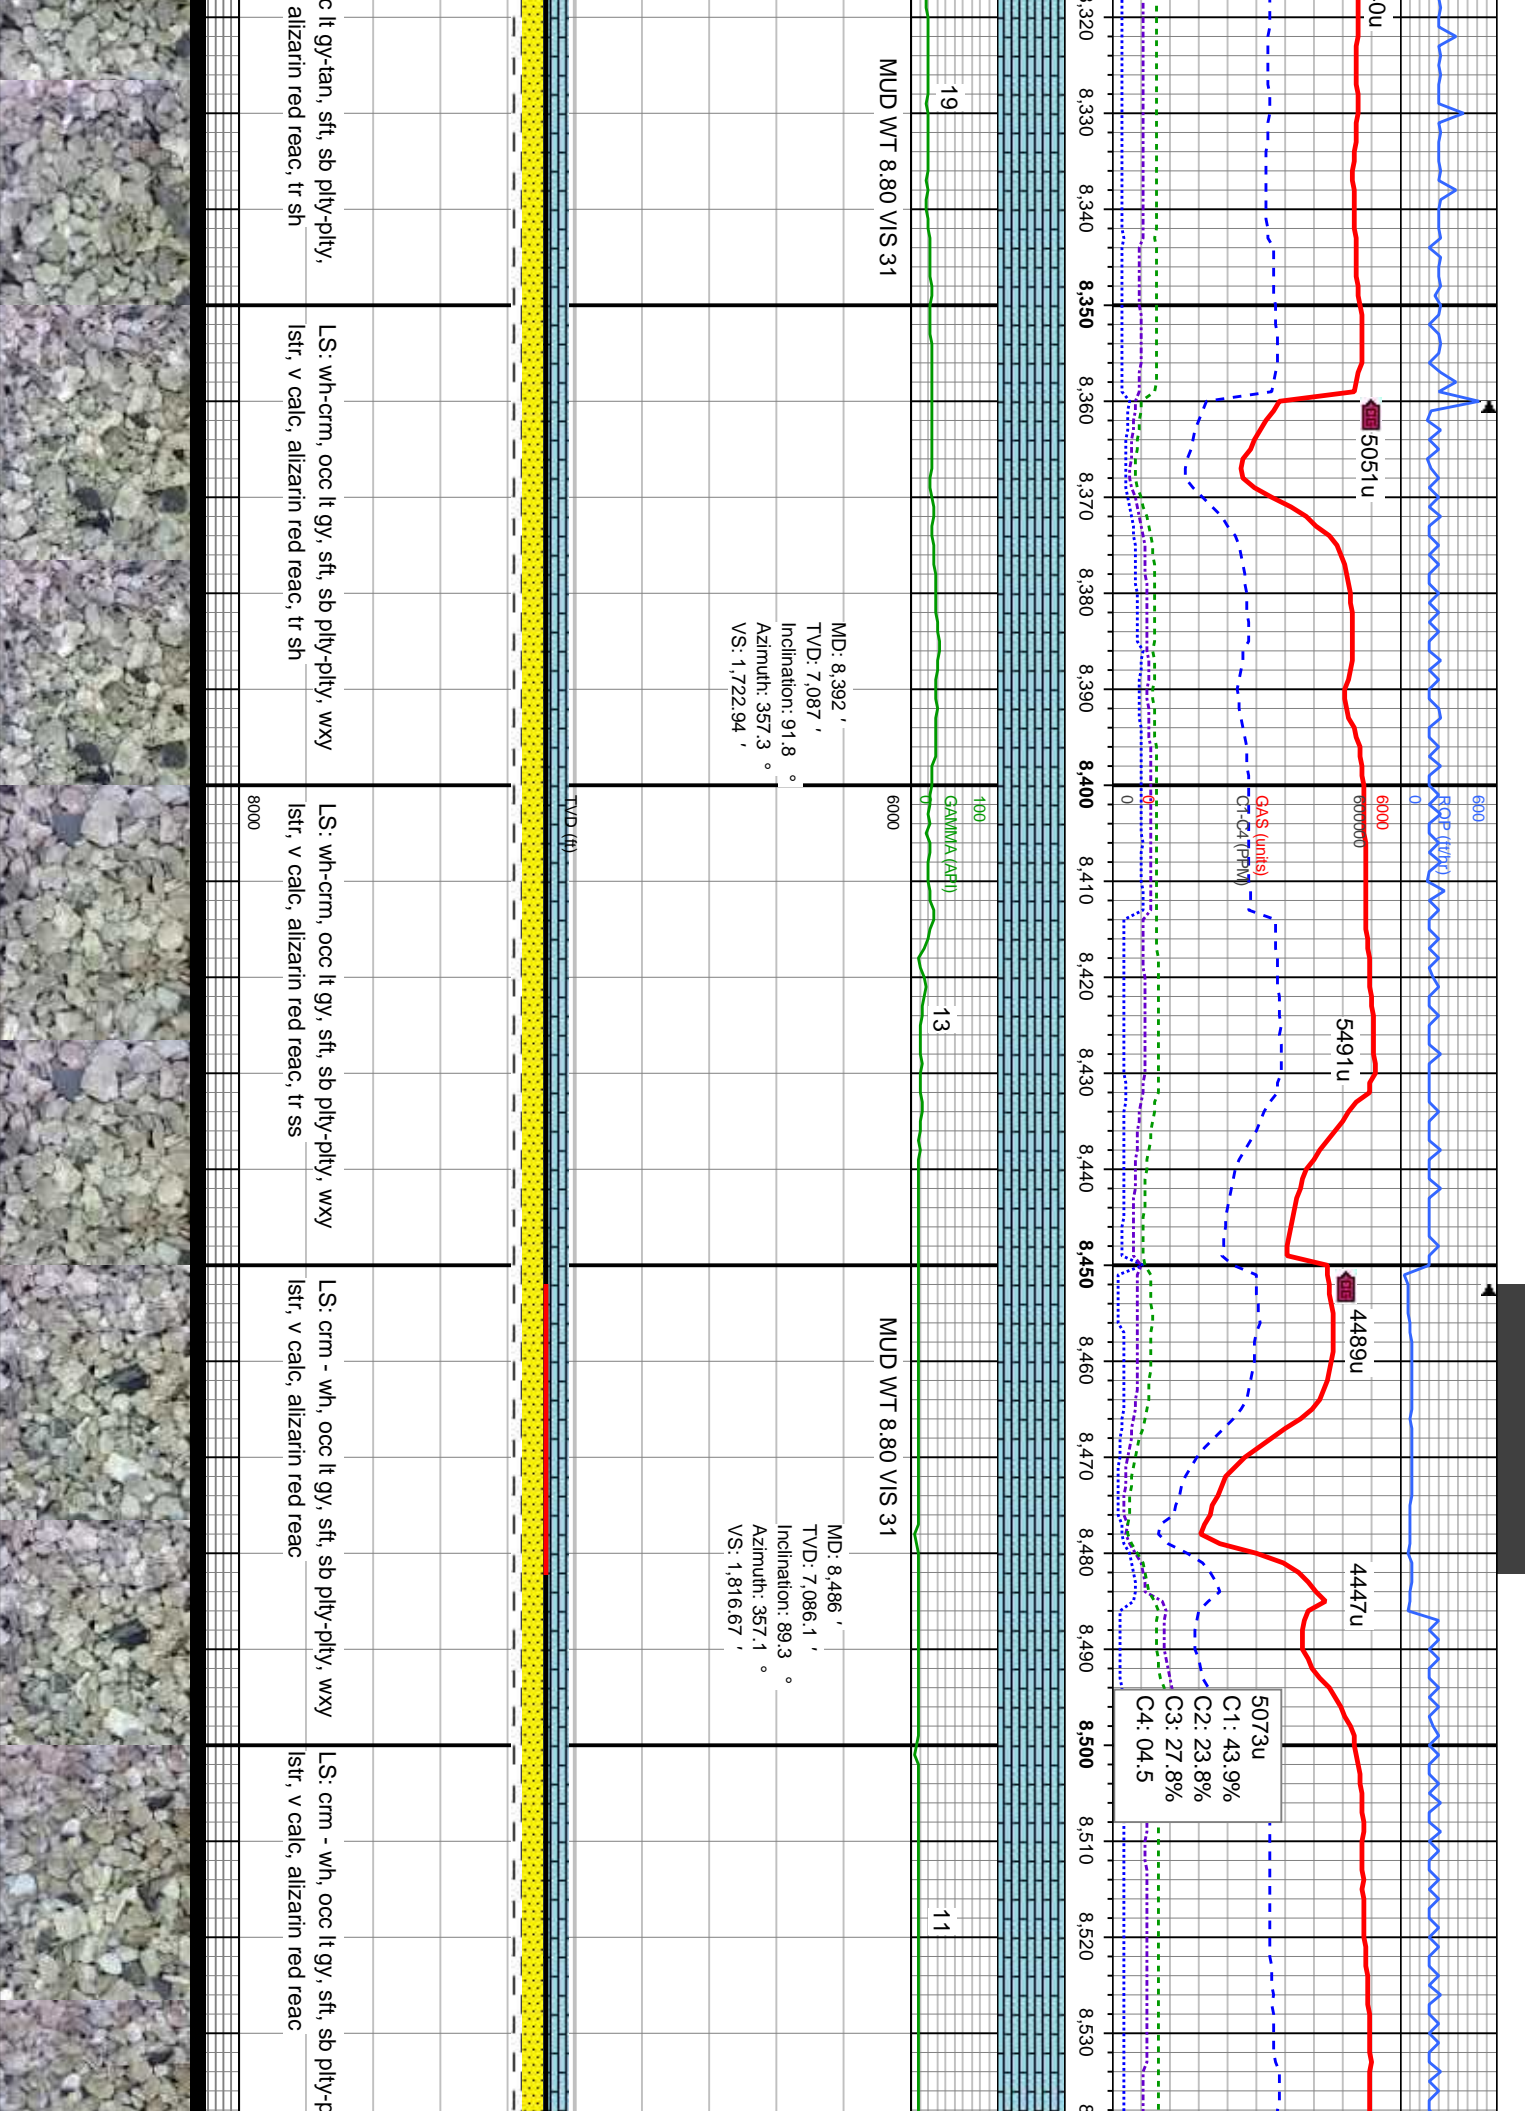 0u
ROP (ft/hr)
0
600
5051u
5491u
4489u
4447u
GAS (units)
6000
C1-C4 (PPM)
600000
0
0
5073u
C1: 43.9%
C2: 23.8%
C3: 27.8%
C4: 04.5
8,320
8,330
8,340
8,350
8,360
8,370
8,380
8,390
8,400
8,410
8,420
8,430
8,440
8,450
8,460
8,470
8,480
8,490
8,500
8,510
8,520
8,530
19
100
GAMMA (API)
0
13
11
MUD WT 8.80 VIS 31
6000
MUD WT 8.80 VIS 31
MD: 8,392 '
TVD: 7,087 '
Inclination: 91.8 °
Azimuth: 357.3 °
VS: 1,722.94 '
MD: 8,486 '
TVD: 7,086.1 '
Inclination: 89.3 °
Azimuth: 357.1 °
VS: 1,816.67 '
TVD (ft)
8000
c lt gy-tan, sft, sb plty-plty,
alizarin red reac, tr sh
LS: wh-crm, occ lt gy, sft, sb plty-plty, wxy
lstr, v calc, alizarin red reac, tr sh
LS: wh-crm, occ lt gy, sft, sb plty-plty, wxy
lstr, v calc, alizarin red reac, tr ss
LS: crm - wh, occ lt gy, sft, sb plty-plty, wxy
lstr, v calc, alizarin red reac
LS: crm - wh, occ lt gy, sft, sb plty-p
lstr, v calc, alizarin red reac